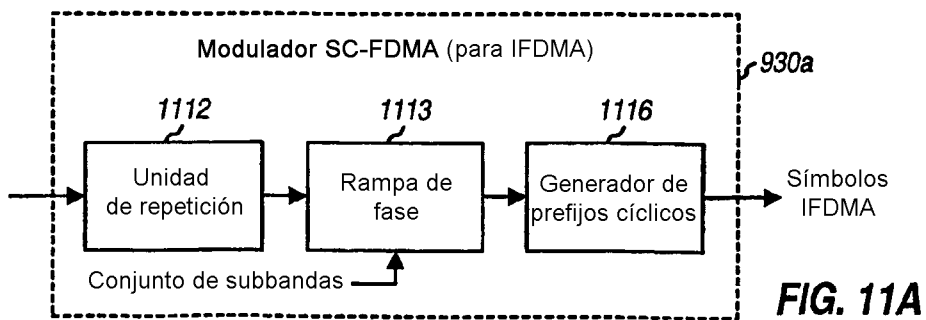 Modulador SC-FDMA (para IFDMA)
930a
1112
1113
1116
Unidad
de repetición
Rampa de
fase
Generador de
prefijos cíclicos
Símbolos
IFDMA
Conjunto de subbandas
FIG. 11A